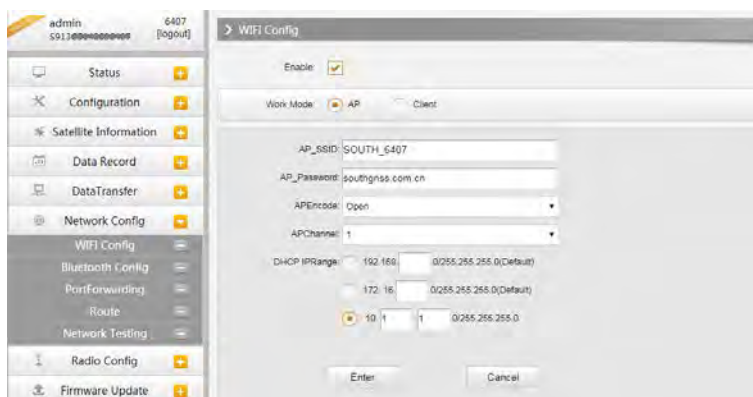 admin
6407
[logout]
WIFI Config
Status
Configuration
Satellite Information
Data Record
DataTransfer
Network Config
WIFI Config
Bluetooth Config
PortForwarding
Route
Network Testing
Radio Config
Firmware Update
Enable:
Work Mode: AP Client
AP_SSID: SOUTH_6407
AP_Password: southgnss.com.cn
APEncode: Open
APChannel: 1
DHCP IPRange: 192.168. 0/255.255.255.0(Default)
172.16. 0/255.255.255.0(Default)
10. 1 1 0/255.255.255.0
Enter Cancel